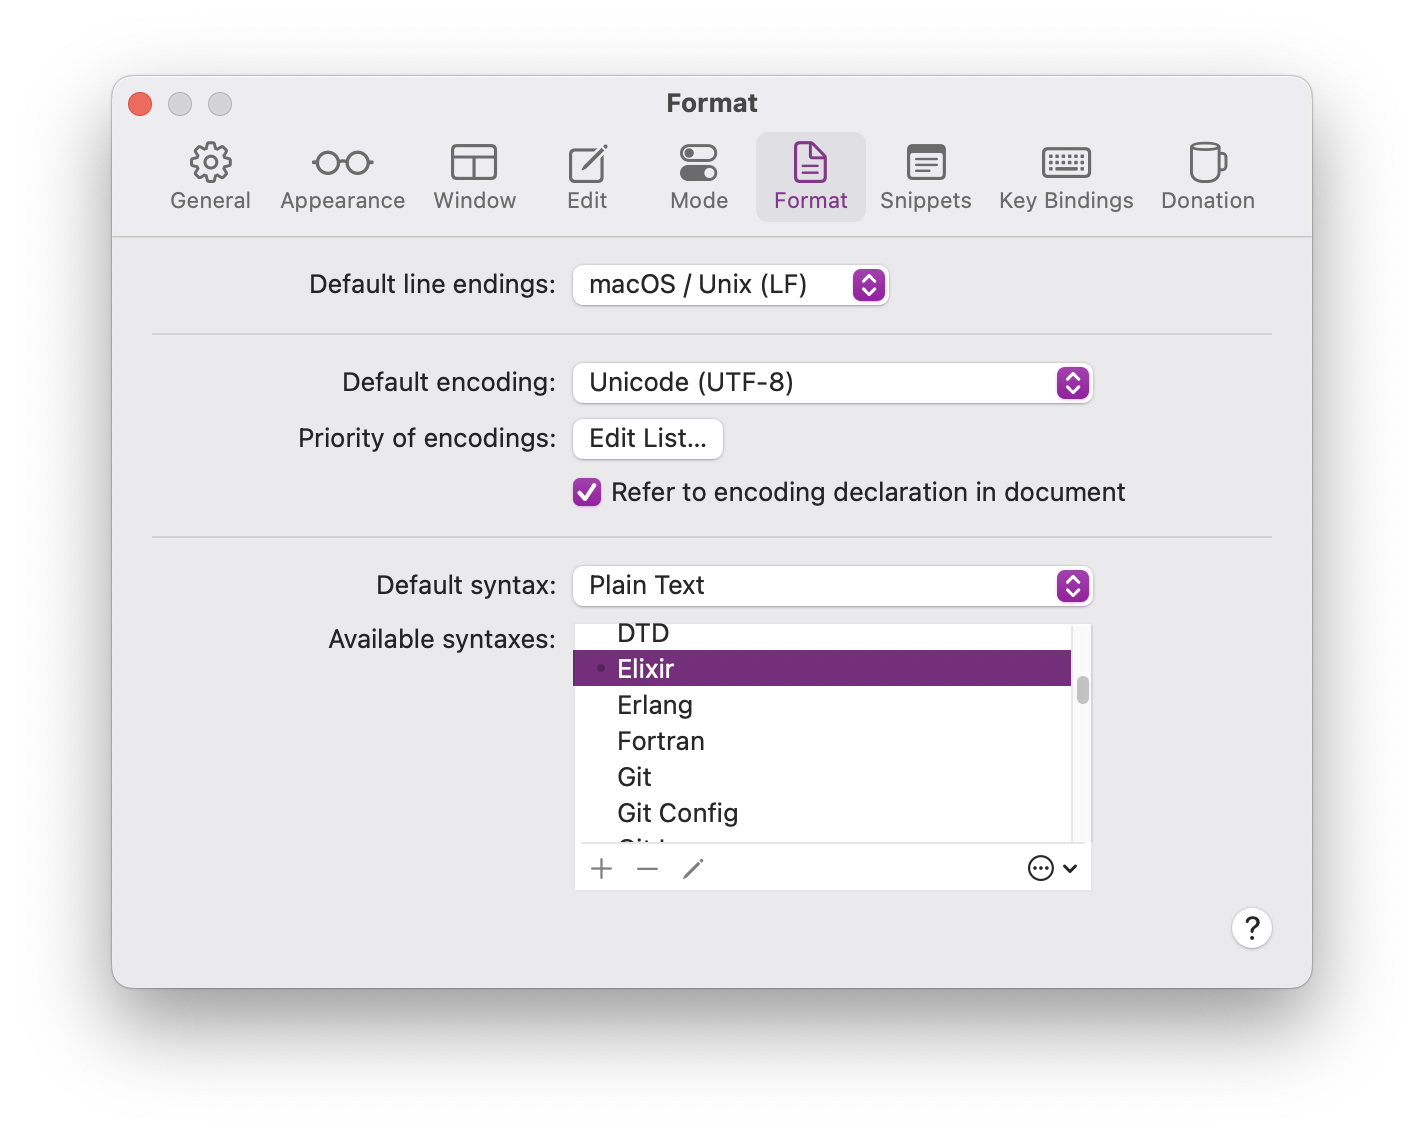 Format
General Appearance Window Edit Mode Format Snippets Key Bindings Donation
Default line endings: macOS / Unix (LF)
Default encoding: Unicode (UTF-8)
Priority of encodings: Edit List...
Refer to encoding declaration in document
Default syntax: Plain Text
Available syntaxes:
DTD
Elixir
Erlang
Fortran
Git
Git Config
?